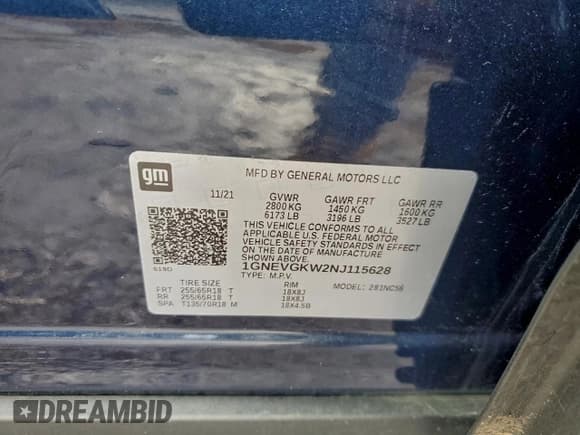 gm
MFD BY GENERAL MOTORS LLC
11/21 GVWR GAWR FRT GAWR RR
2800 KG 1450 KG 1600 KG
6173 LB 3196 LB 3527 LB
THIS VEHICLE CONFORMS TO ALL
APPLICABLE U.S. FEDERAL MOTOR
VEHICLE SAFETY AND THEFT
PREVENTION STANDARDS IN EFFECT
ON THE DATE OF MANUFACTURE
SHOWN ABOVE.
1GNEVGKW2NJ115628
TYPE: M.P.V. MODEL:
TIRE SIZE RIM
FRT 255/65R18 T 18X8J
RR 255/65R18 T 18X8J
SPA T135/70R18 M 18X4.5B
DREAMBID